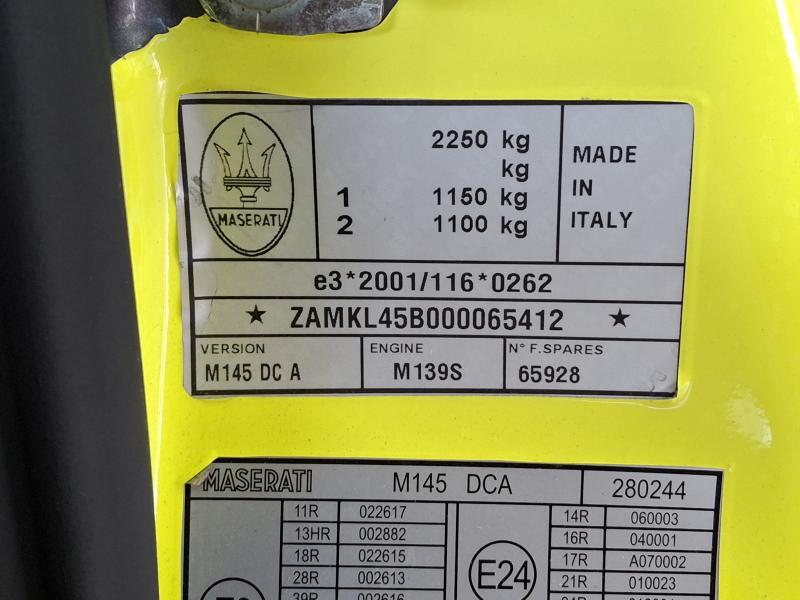 MASERATI
2250 kg
kg
1 1150 kg
2 1100 kg
MADE
IN
ITALY
e3*2001/116*0262
★ ZAMKL45B000065412 ★
VERSION
M145 DC A
ENGINE
M139S
N° F.SPARES
65928
MASERATI M145 DCA 280244
11R 022617
13HR 002882
18R 022615
28R 002613
39R 002616
E24
14R 060003
16R 040001
17R A070002
21R 010023